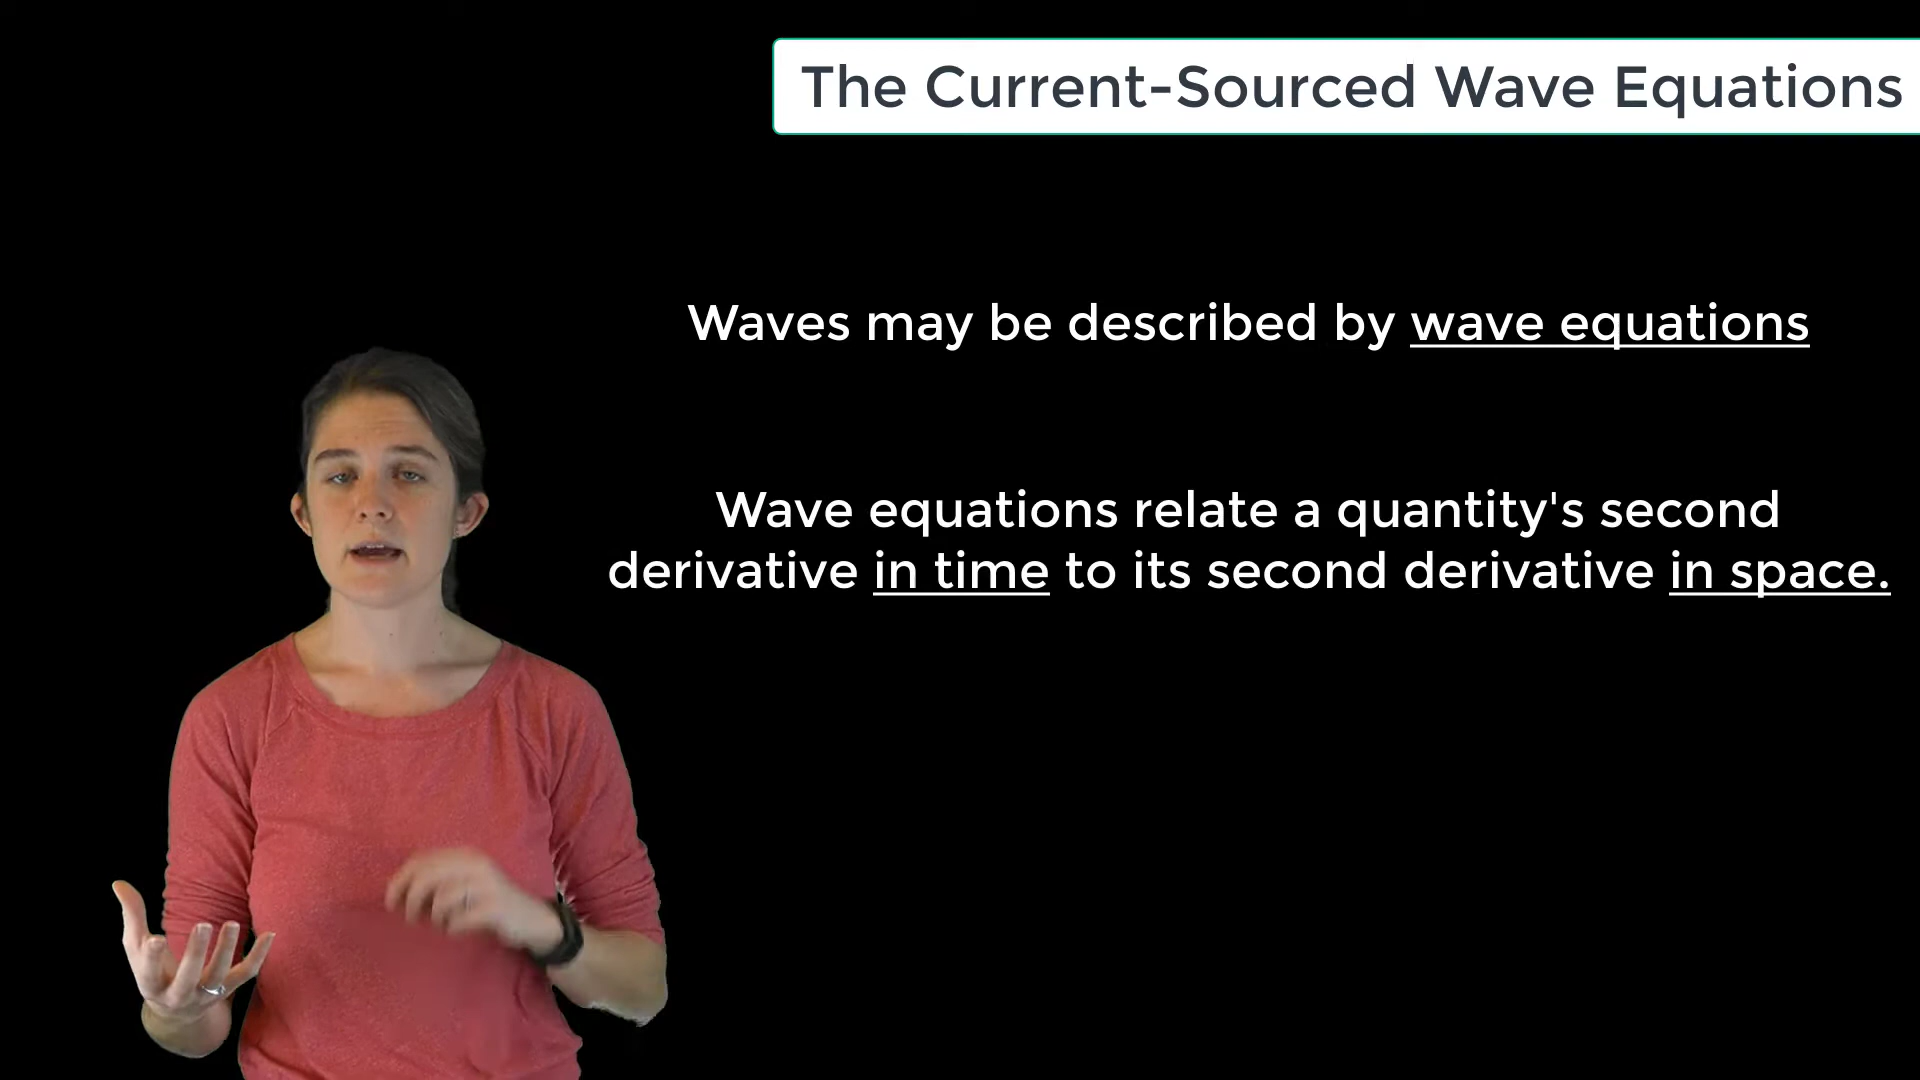 The Current-Sourced Wave Equations
Waves may be described by wave equations
Wave equations relate a quantity's second
derivative in time to its second derivative in space.